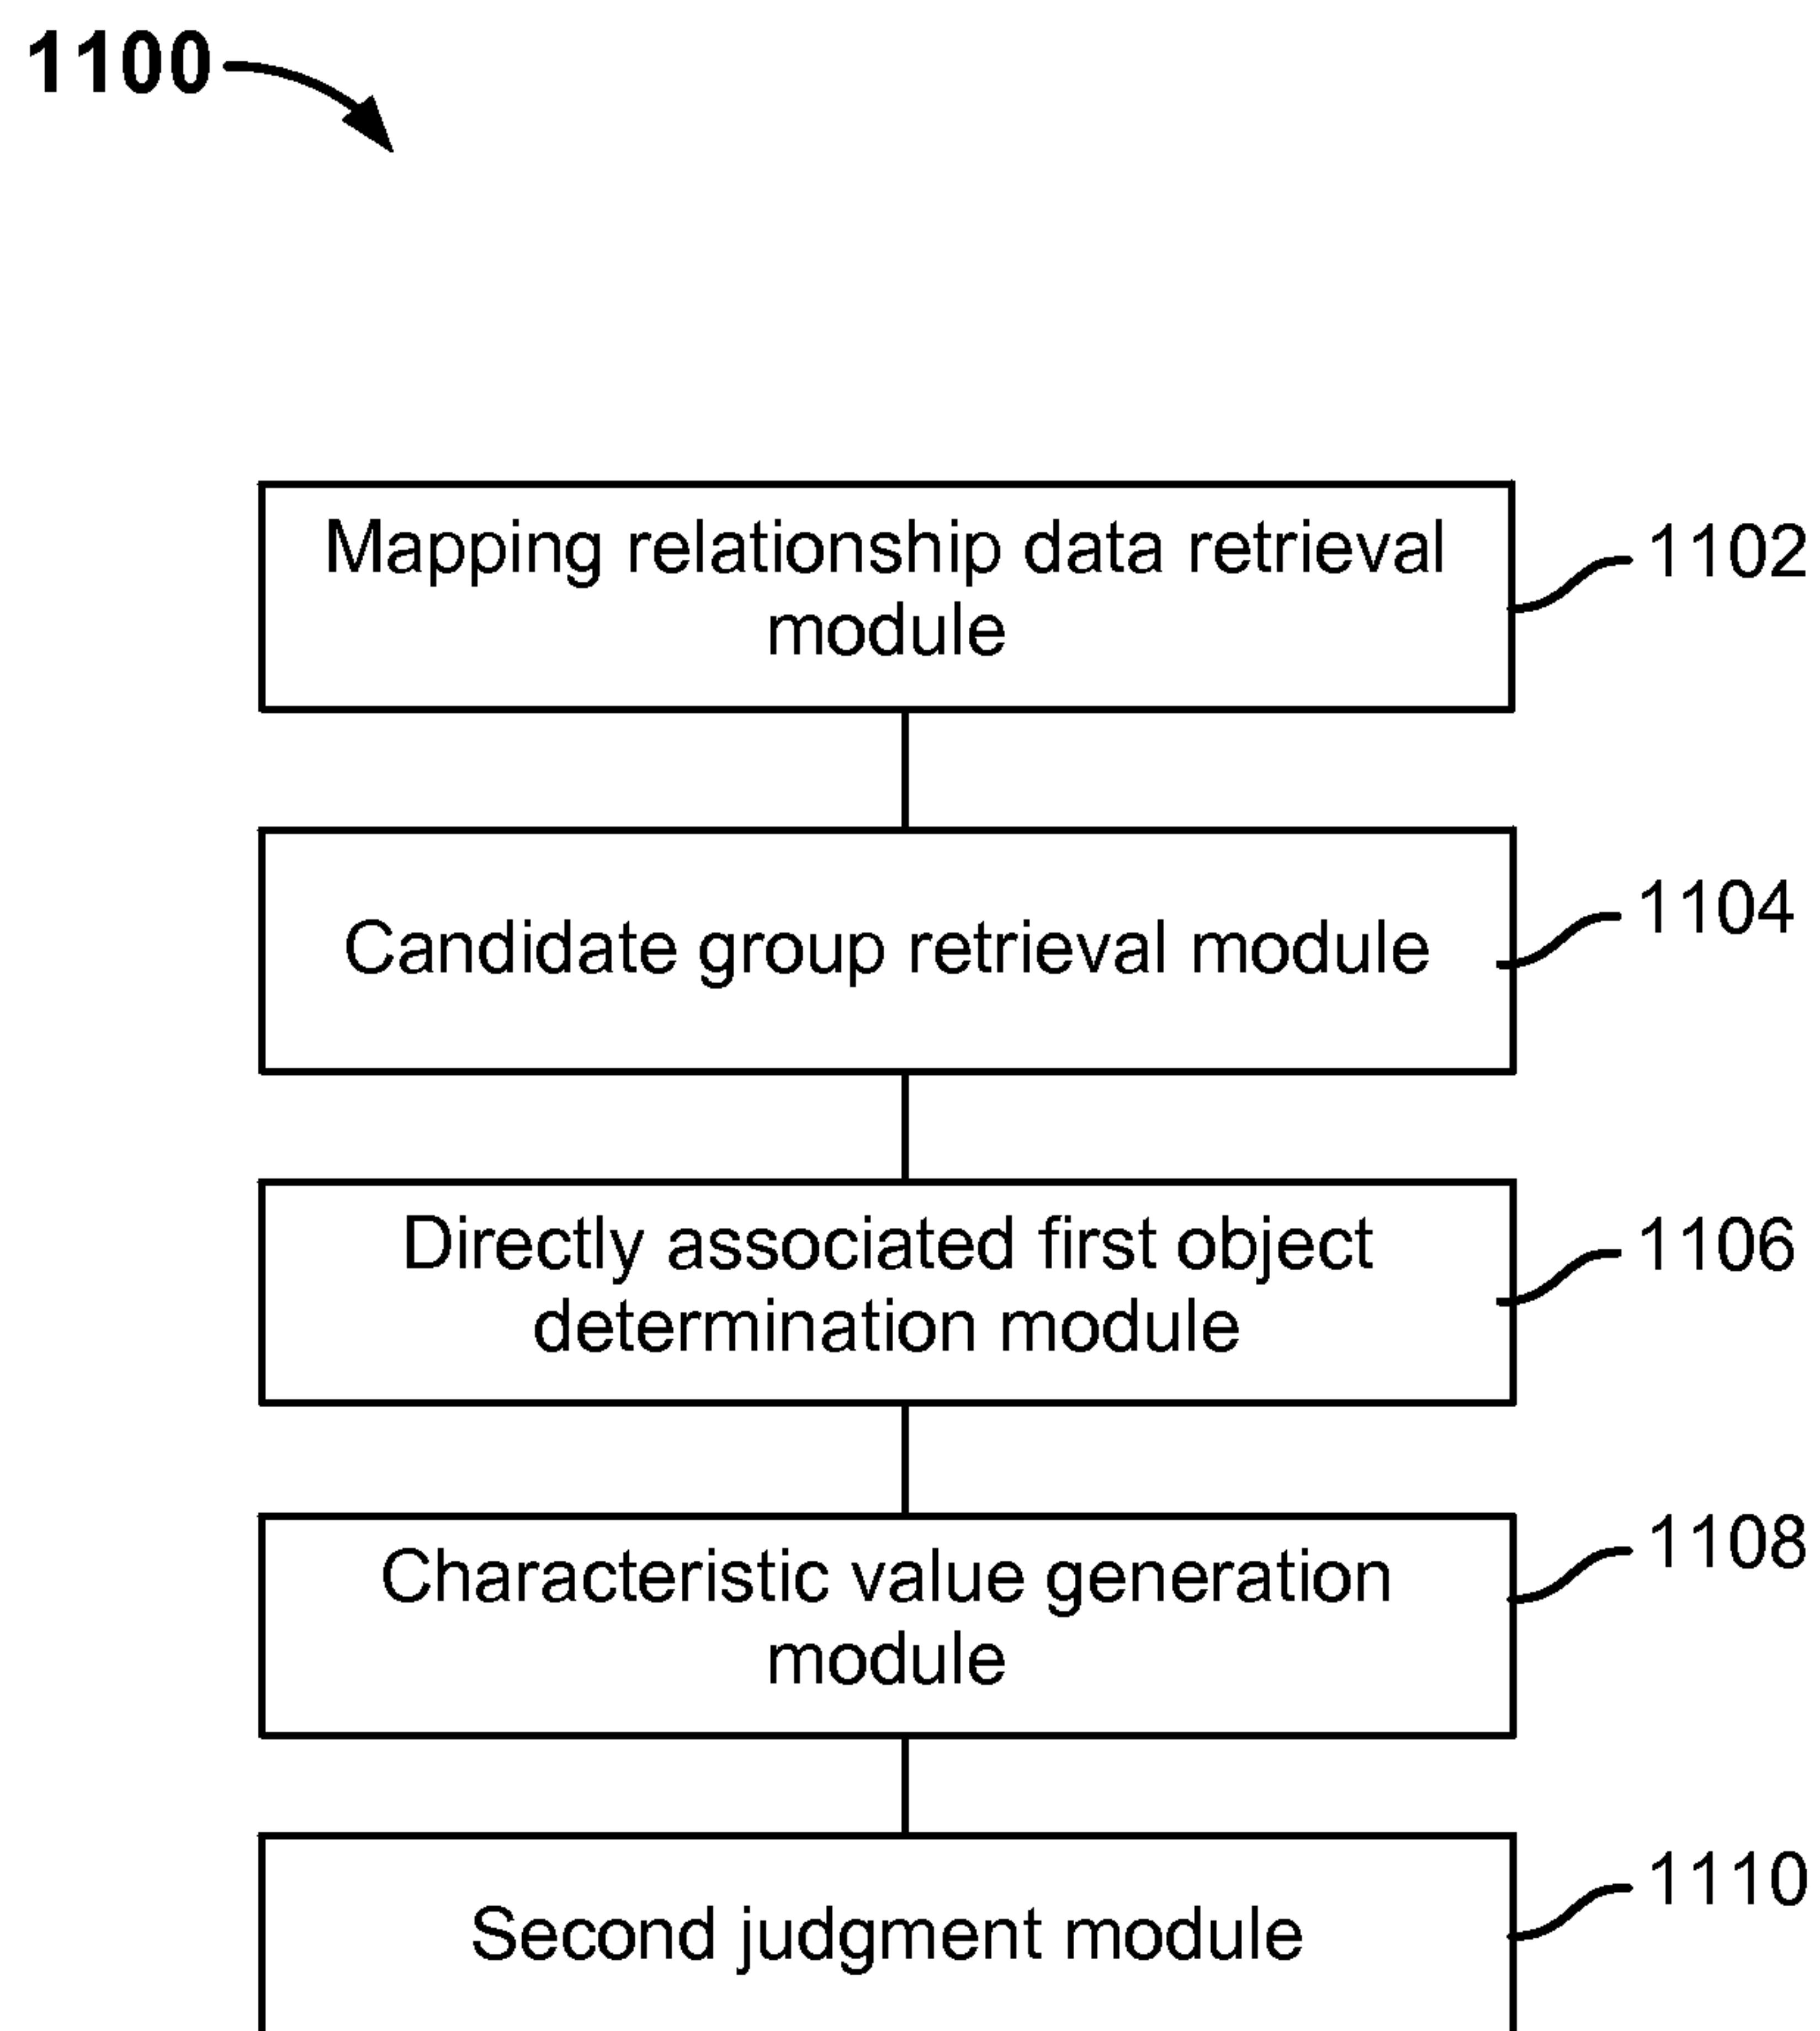 1100
Mapping relationship data retrieval
module
1102
Candidate group retrieval module
1104
Directly associated first object
determination module
1106
Characteristic value generation
module
1108
Second judgment module
1110